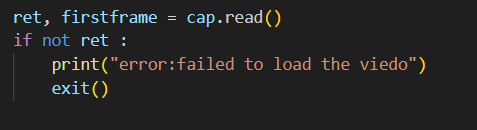 ret, firstframe = cap.read()
if not ret :
    print("error:failed to load the viedo")
    exit()